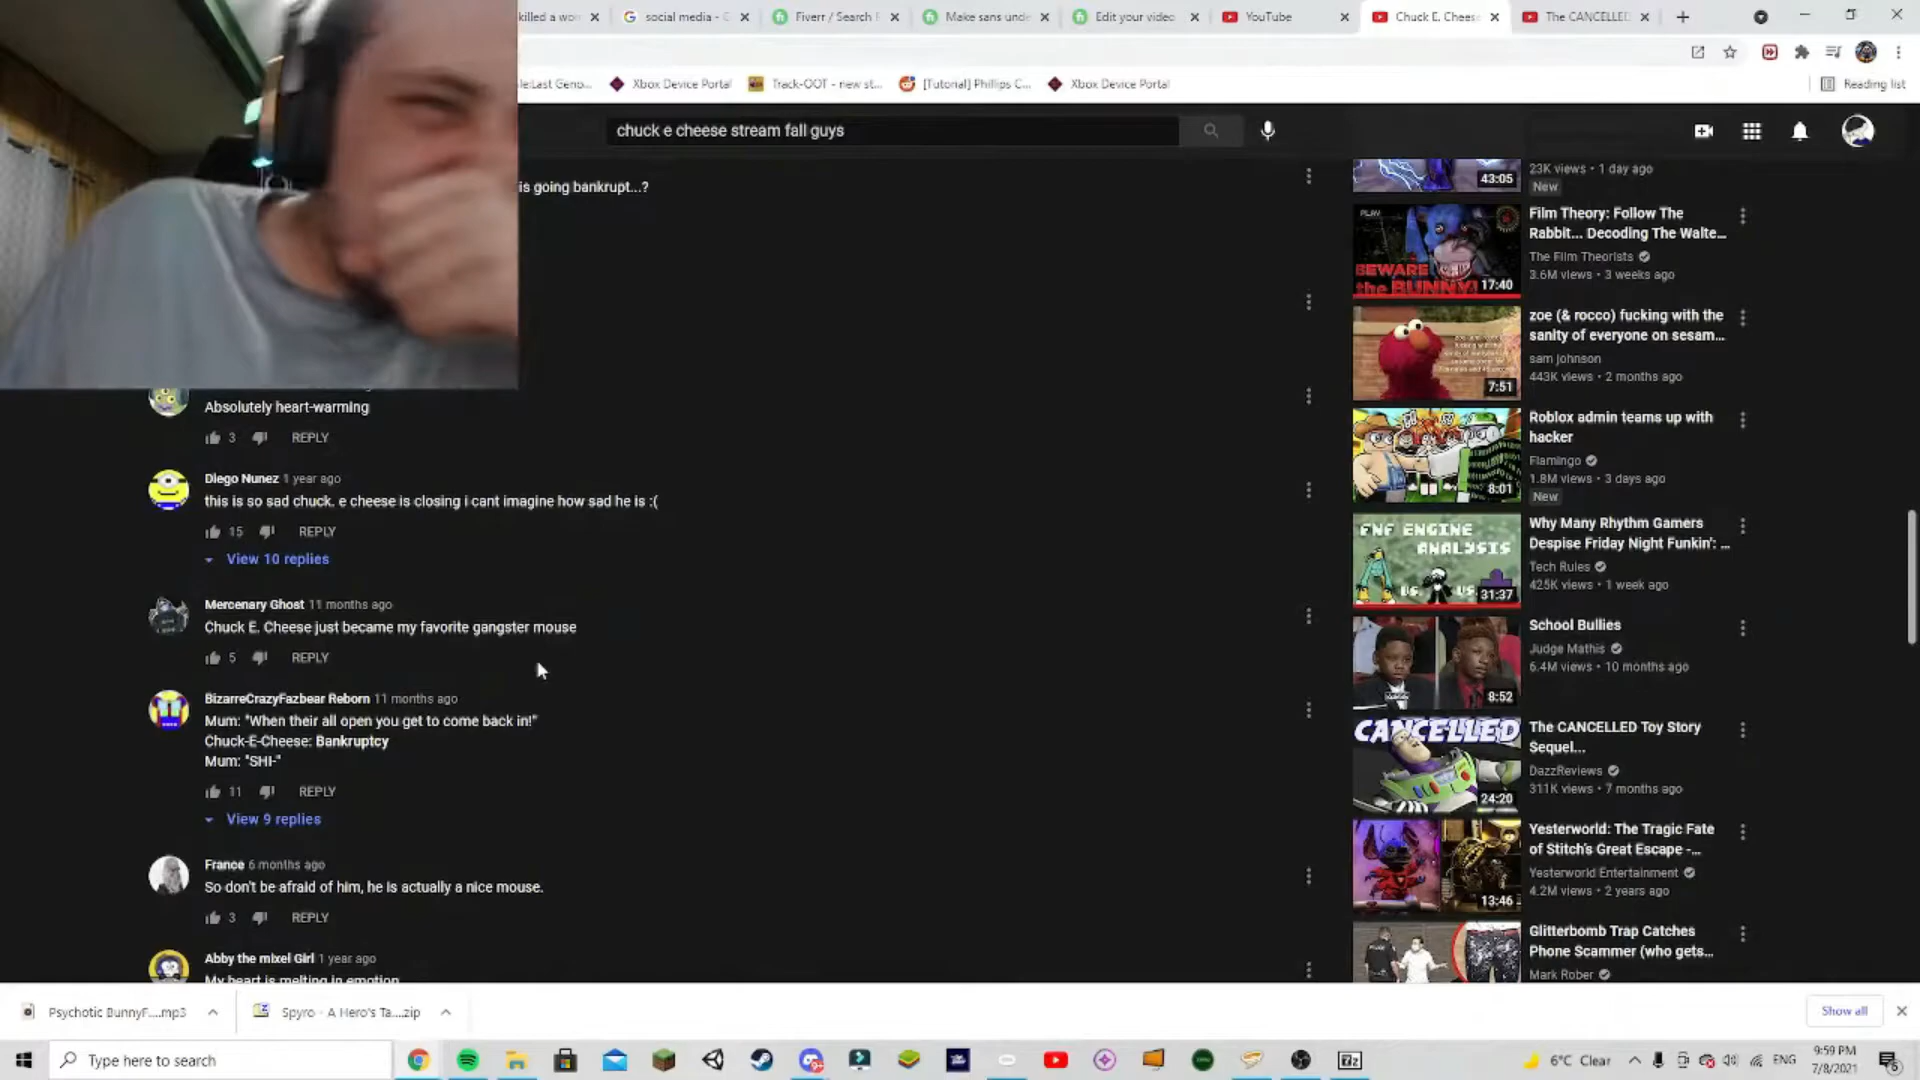 killed a wom
social media - G
Fiverr / Search R
Make sans unde
Edit your video
YouTube
Chuck E. Cheese
The CANCELLED
le:Last Geno...
Xbox Device Portal
Track-OOT - new st...
[Tutorial] Phillips C...
Xbox Device Portal
Reading list
chuck e cheese stream fall guys
is going bankrupt...?
Absolutely heart-warming
3 REPLY
Diego Nunez 1 year ago
this is so sad chuck. e cheese is closing i cant imagine how sad he is :(
15 REPLY
View 10 replies
Mercenary Ghost 11 months ago
Chuck E. Cheese just became my favorite gangster mouse
5 REPLY
BizarreCrazyFazbear Reborn 11 months ago
Mum: "When their all open you get to come back in!"
Chuck-E-Cheese: Bankruptcy
Mum: "SHI-"
11 REPLY
View 9 replies
France 6 months ago
So don't be afraid of him, he is actually a nice mouse.
3 REPLY
Abby the mixel Girl 1 year ago
My heart is melting in emotion
43:05
23K views • 1 day ago
New
PLAY
BEWARE
the BUNNY!
17:40
Film Theory: Follow The
Rabbit... Decoding The Walte...
The Film Theorists
3.6M views • 3 weeks ago
7:51
zoe (& rocco) fucking with the
sanity of everyone on sesam...
sam johnson
443K views • 2 months ago
8:01
Roblox admin teams up with
hacker
Flamingo
1.8M views • 3 days ago
New
FNF ENGINE
ANALYSIS
VS.
31:37
Why Many Rhythm Gamers
Despise Friday Night Funkin': ...
Tech Rules
425K views • 1 week ago
8:52
School Bullies
Judge Mathis
6.4M views • 10 months ago
CANCELLED
24:20
The CANCELLED Toy Story
Sequel...
DazzReviews
311K views • 7 months ago
13:46
Yesterworld: The Tragic Fate
of Stitch's Great Escape -...
Yesterworld Entertainment
4.2M views • 2 years ago
Glitterbomb Trap Catches
Phone Scammer (who gets...
Mark Rober
Psychotic BunnyF....mp3
Spyro - A Hero's Ta....zip
Show all
Type here to search
6°C Clear
ENG
9:59 PM
7/8/2021